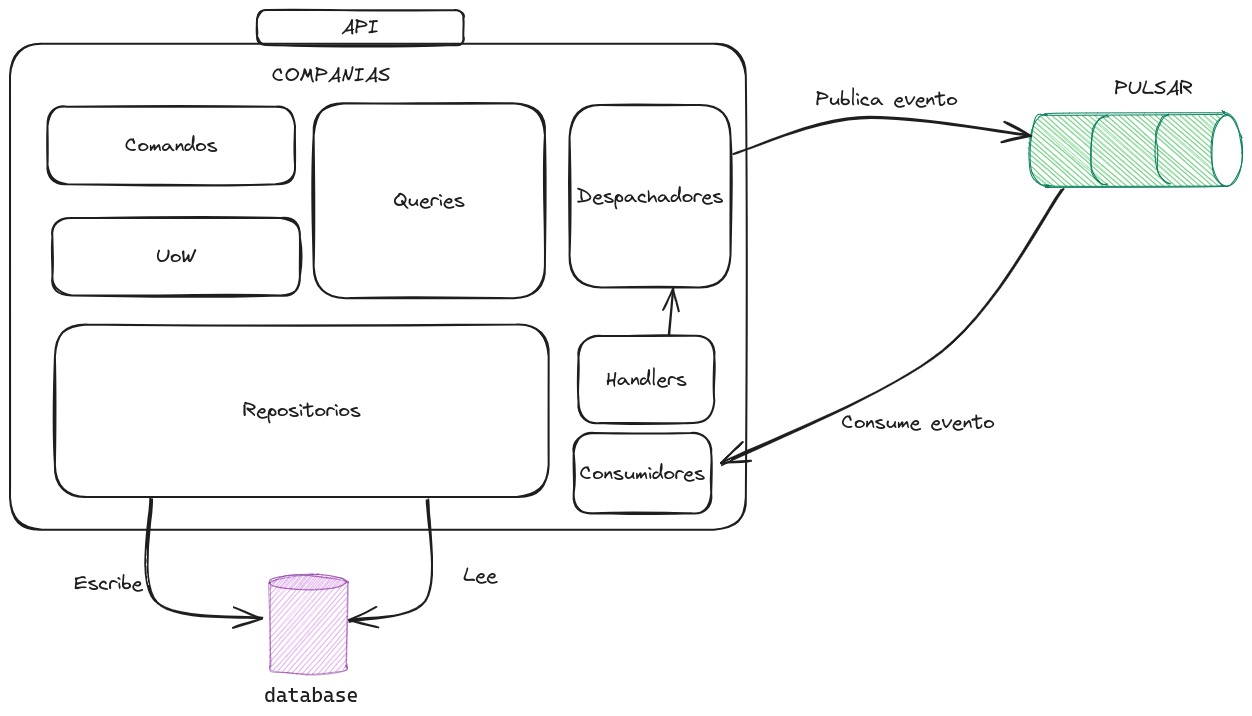 API
COMPANIAS
PULSAR
Publica evento
Comandos
Queries
Despachadores
UoW
Handlers
Repositorios
Consume evento
Consumidores
Escribe
Lee
database